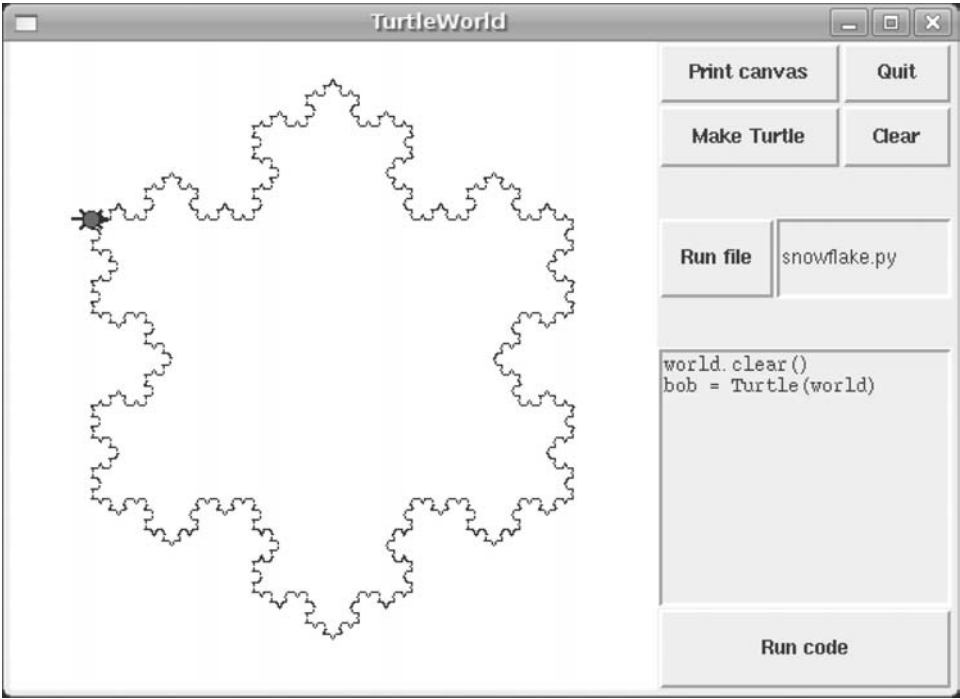 TurtleWorld
Print canvas
Quit
Make Turtle
Clear
Run file
snowflake.py
world.clear()
bob = Turtle(world)
Run code